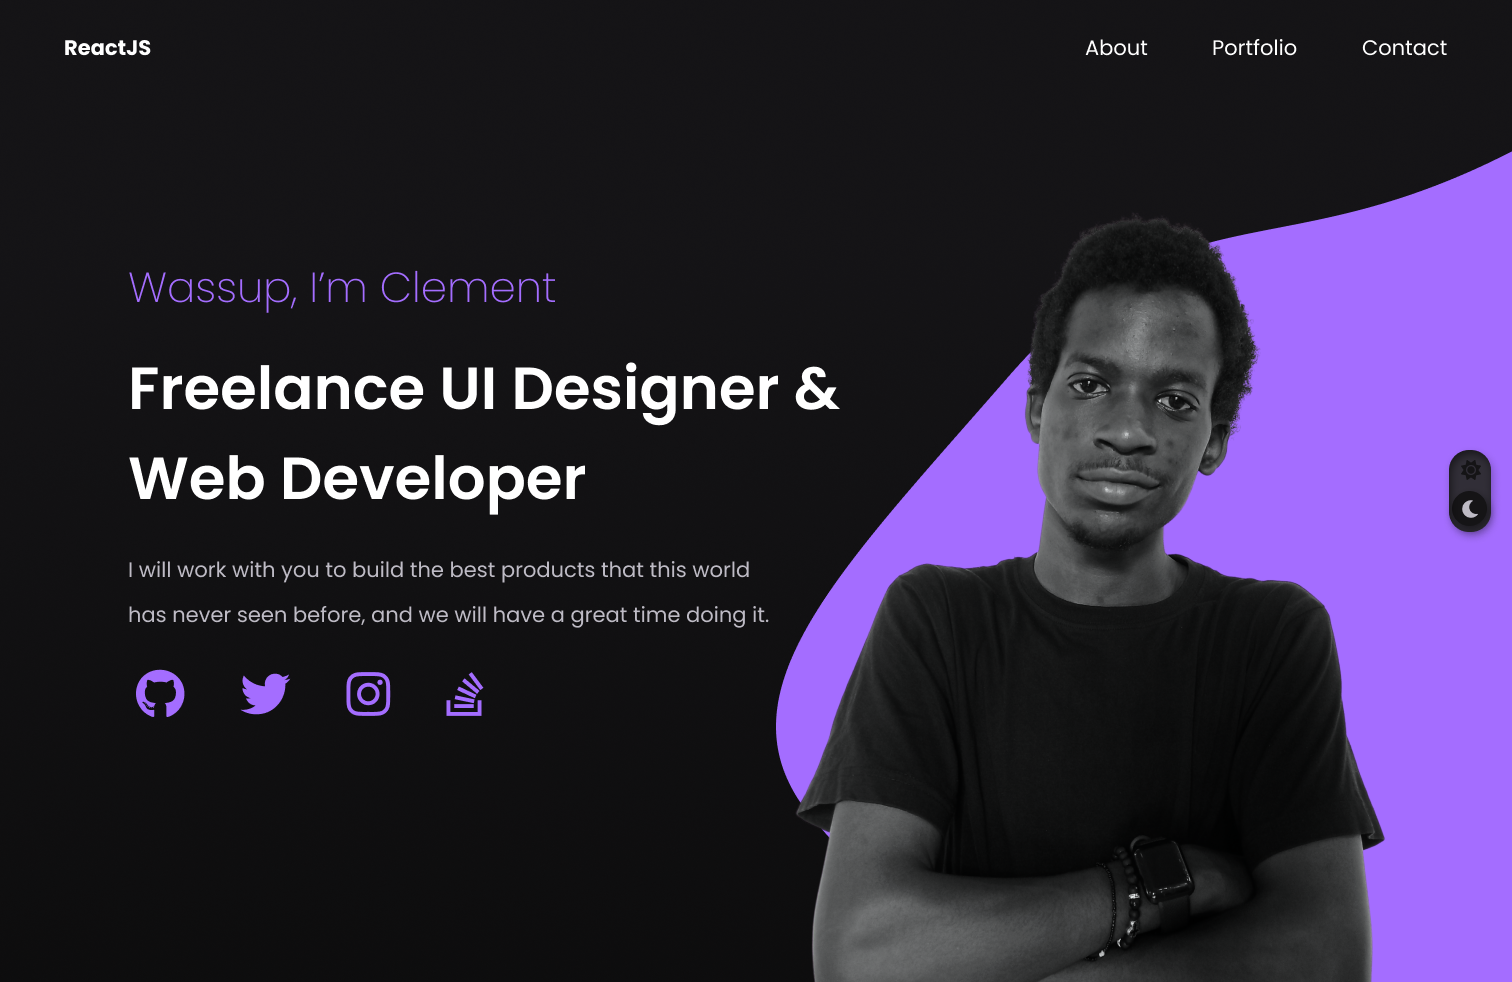 ReactJS
About
Portfolio
Contact
Wassup, I’m Clement
Freelance UI Designer &
Web Developer
I will work with you to build the best products that this world
has never seen before, and we will have a great time doing it.